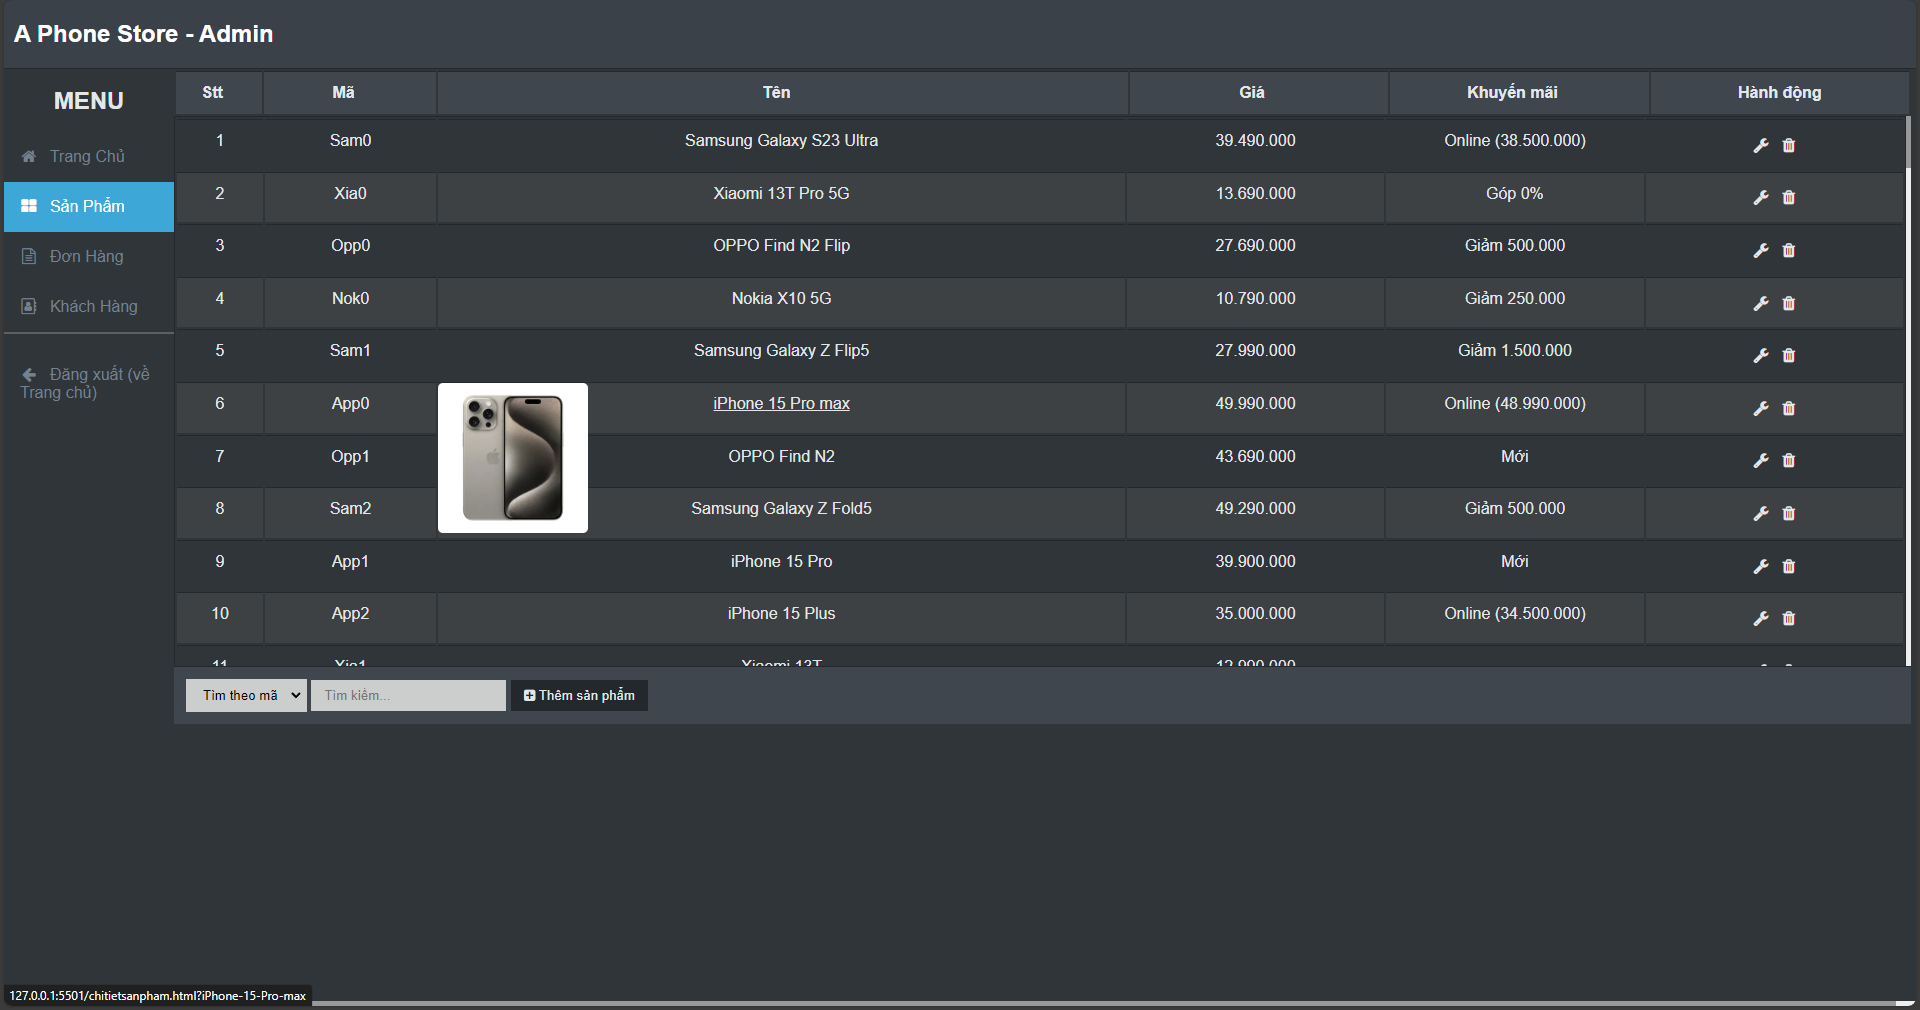 A Phone Store - Admin
MENU
Trang Chủ
Sản Phẩm
Đơn Hàng
Khách Hàng
Đăng xuất (về
Trang chủ)
Stt Mã Tên Giá Khuyến mãi Hành động
1 Sam0 Samsung Galaxy S23 Ultra 39.490.000 Online (38.500.000)
2 Xia0 Xiaomi 13T Pro 5G 13.690.000 Góp 0%
3 Opp0 OPPO Find N2 Flip 27.690.000 Giảm 500.000
4 Nok0 Nokia X10 5G 10.790.000 Giảm 250.000
5 Sam1 Samsung Galaxy Z Flip5 27.990.000 Giảm 1.500.000
6 App0 iPhone 15 Pro max 49.990.000 Online (48.990.000)
7 Opp1 OPPO Find N2 43.690.000 Mới
8 Sam2 Samsung Galaxy Z Fold5 49.290.000 Giảm 500.000
9 App1 iPhone 15 Pro 39.900.000 Mới
10 App2 iPhone 15 Plus 35.000.000 Online (34.500.000)
11 Xia1 Xiaomi 13T 12.990.000
Tìm theo mã Tìm kiếm... Thêm sản phẩm
127.0.0.1:5501/chitietsanpham.html?iPhone-15-Pro-max